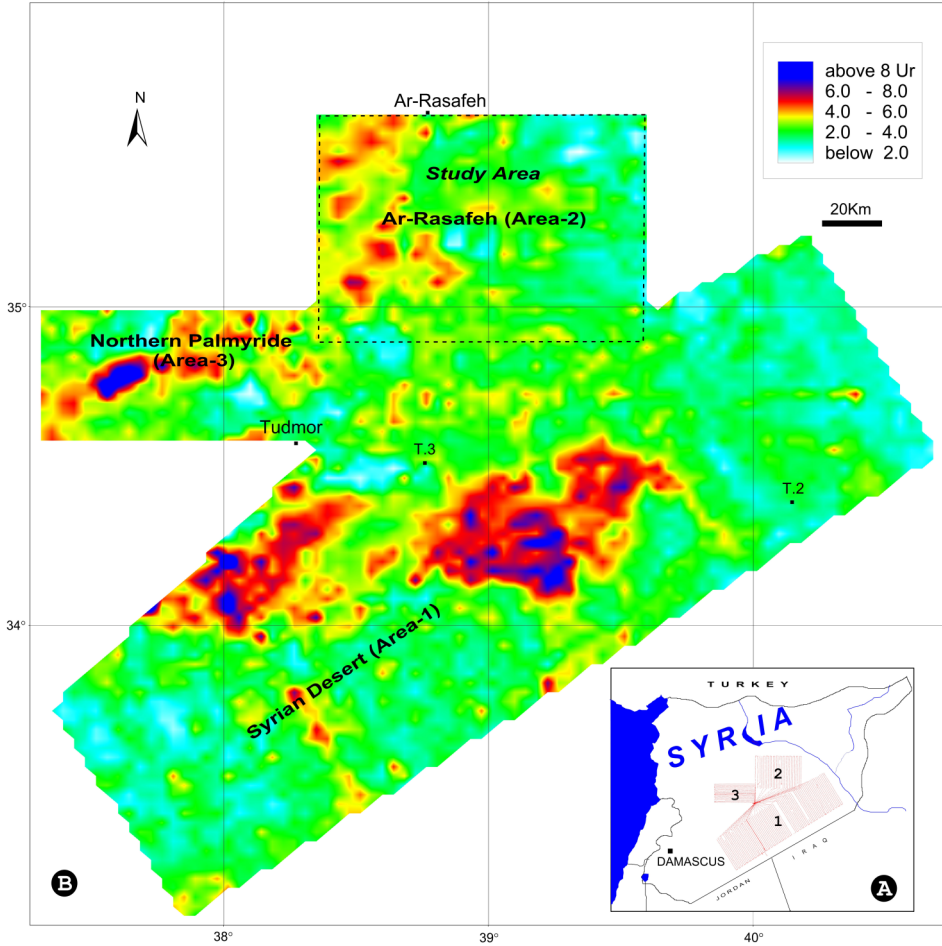 above 8 Ur
6.0 - 8.0
4.0 - 6.0
2.0 - 4.0
below 2.0
N
Ar-Rasafeh
Study Area
Ar-Rasafeh (Area-2)
20Km
35°
Northern Palmyride
(Area-3)
Tudmor
T.3
T.2
34°
Syrian Desert (Area-1)
TURKEY
SYRIA
2
3
1
DAMASCUS
JORDAN
IRAQ
B
A
38°
39°
40°